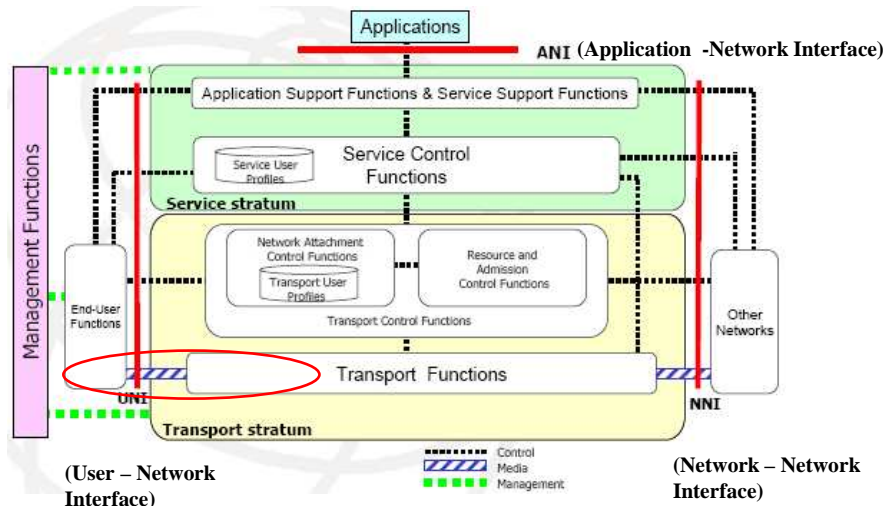 Applications
ANI (Application -Network Interface)
Management Functions
Application Support Functions & Service Support Functions
Service User
Profiles
Service Control
Functions
Service stratum
Network Attachment
Control Functions
Transport User
Profiles
Resource and
Admission
Control Functions
Transport Control Functions
End-User
Functions
Other
Networks
Transport Functions
UNI
NNI
Transport stratum
Control
Media
Management
(User – Network
Interface)
(Network – Network
Interface)